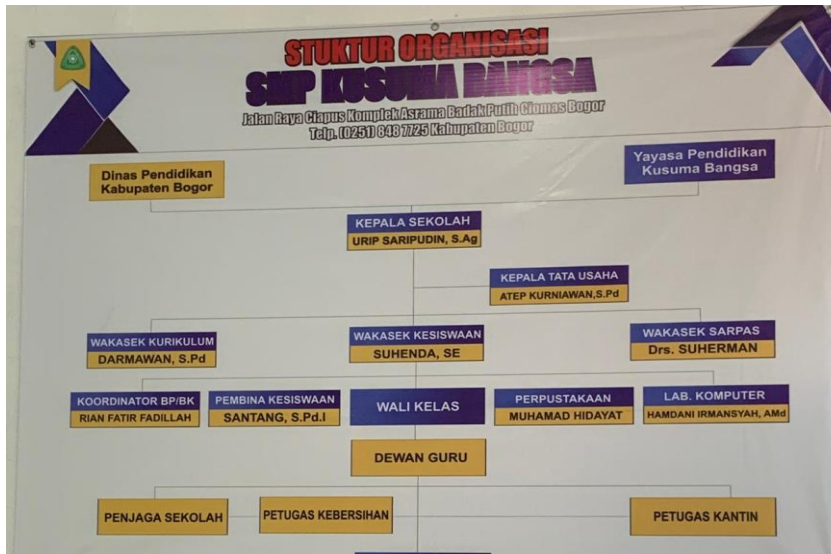 STUKTUR ORGANISASI
SMP KUSUMA BANGSA
Jalan Raya Ciapus Komplek Asrama Badak Putih Ciomas Bogor
Telp. (0251) 848 7725 Kabupaten Bogor
Dinas Pendidikan
Kabupaten Bogor
Yayasa Pendidikan
Kusuma Bangsa
KEPALA SEKOLAH
URIP SARIPUDIN, S.Ag
KEPALA TATA USAHA
ATEP KURNIAWAN,S.Pd
WAKASEK KURIKULUM
DARMAWAN, S.Pd
WAKASEK KESISWAAN
SUHENDA, SE
WAKASEK SARPAS
Drs. SUHERMAN
KOORDINATOR BP/BK
RIAN FATIR FADILLAH
PEMBINA KESISWAAN
SANTANG, S.Pd.I
WALI KELAS
PERPUSTAKAAN
MUHAMAD HIDAYAT
LAB. KOMPUTER
HAMDANI IRMANSYAH, AMd
DEWAN GURU
PENJAGA SEKOLAH
PETUGAS KEBERSIHAN
PETUGAS KANTIN